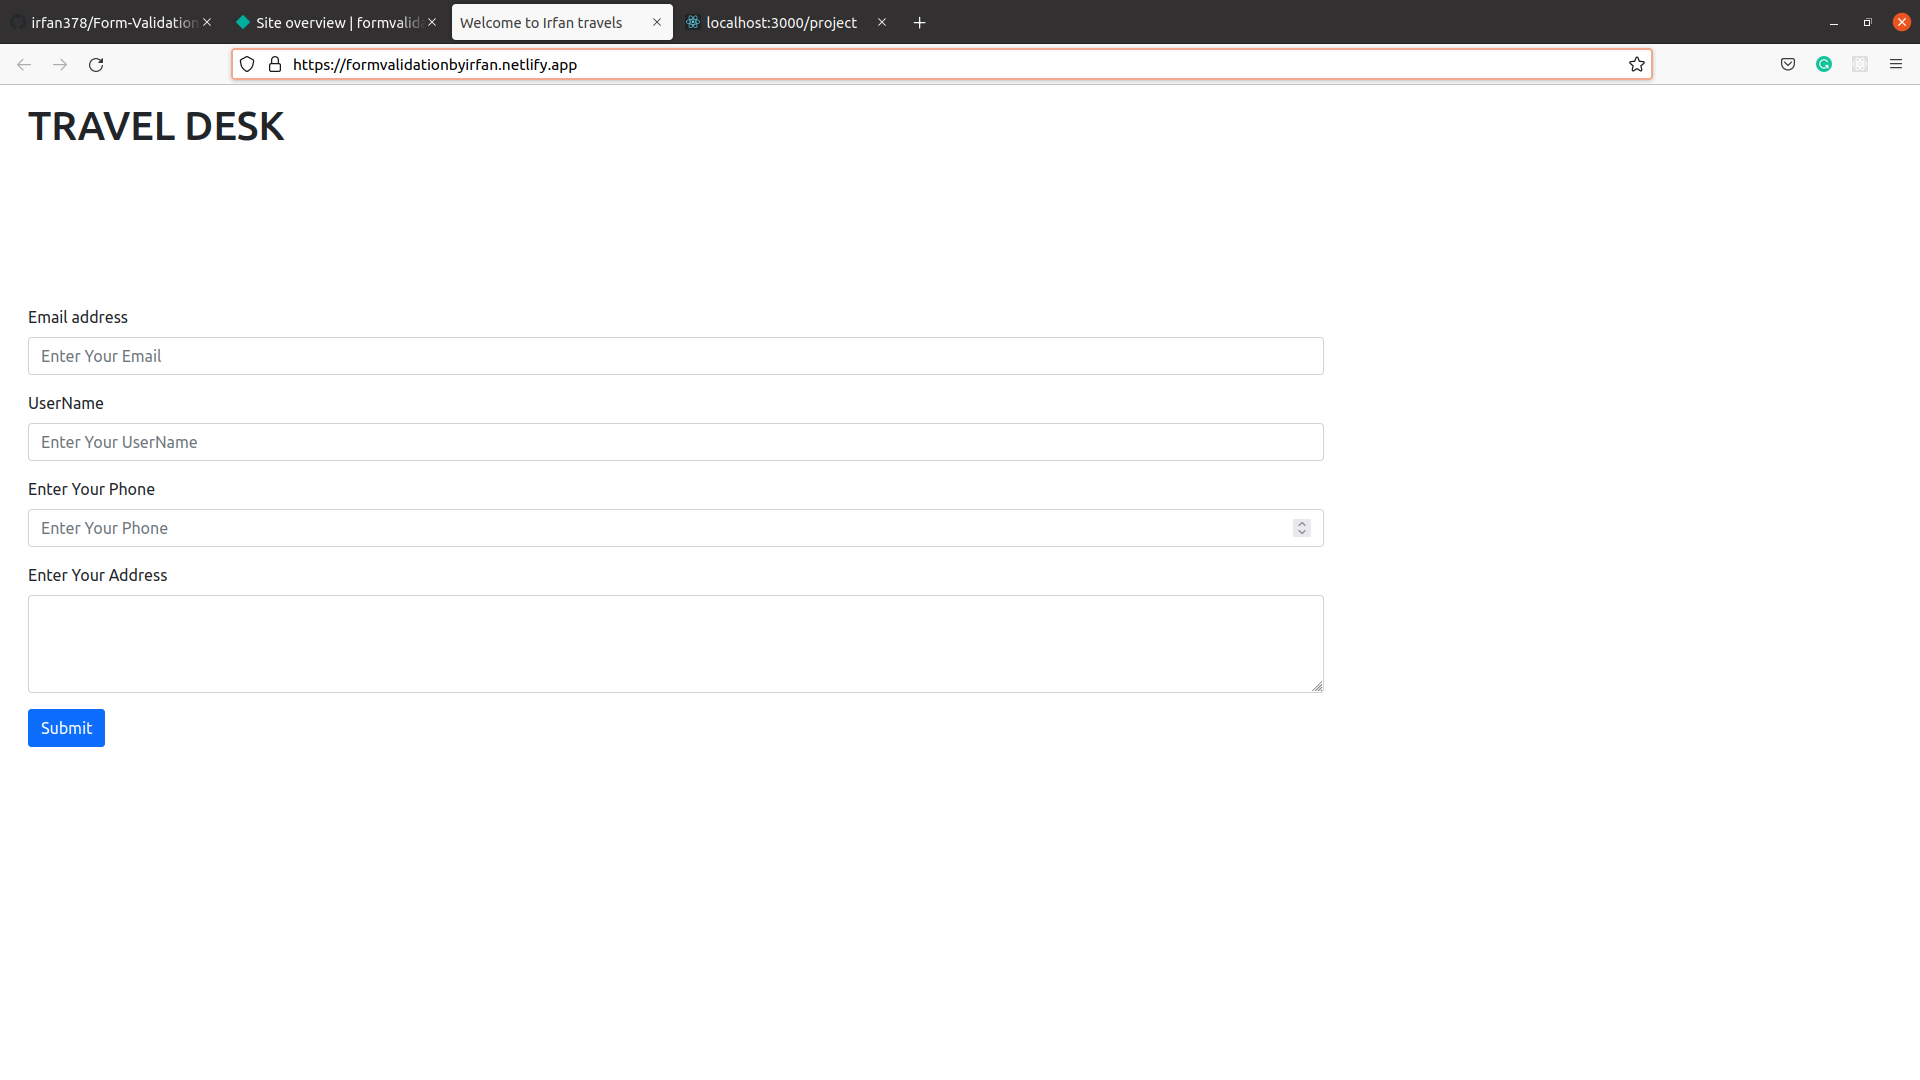 irfan378/Form-Validation
Site overview | formvalid
Welcome to Irfan travels
localhost:3000/project
https://formvalidationbyirfan.netlify.app
TRAVEL DESK
Email address
Enter Your Email
UserName
Enter Your UserName
Enter Your Phone
Enter Your Phone
Enter Your Address
Submit